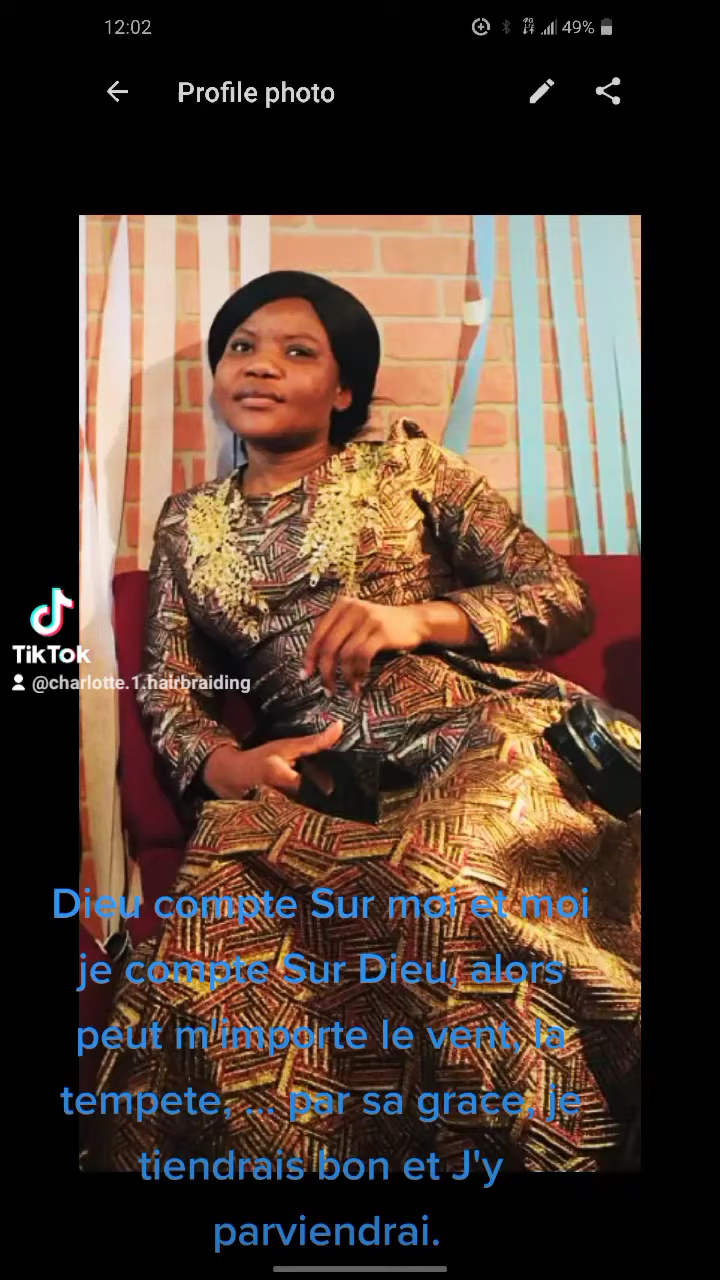 12:02
4G 49%
Profile photo
TikTok
@charlotte.1.hairbraiding
Dieu compte Sur moi et moi
je compte Sur Dieu, alors
peut m'importe le vent, la
tempete, ... par sa grace, je
tiendrais bon et J'y
parviendrai.